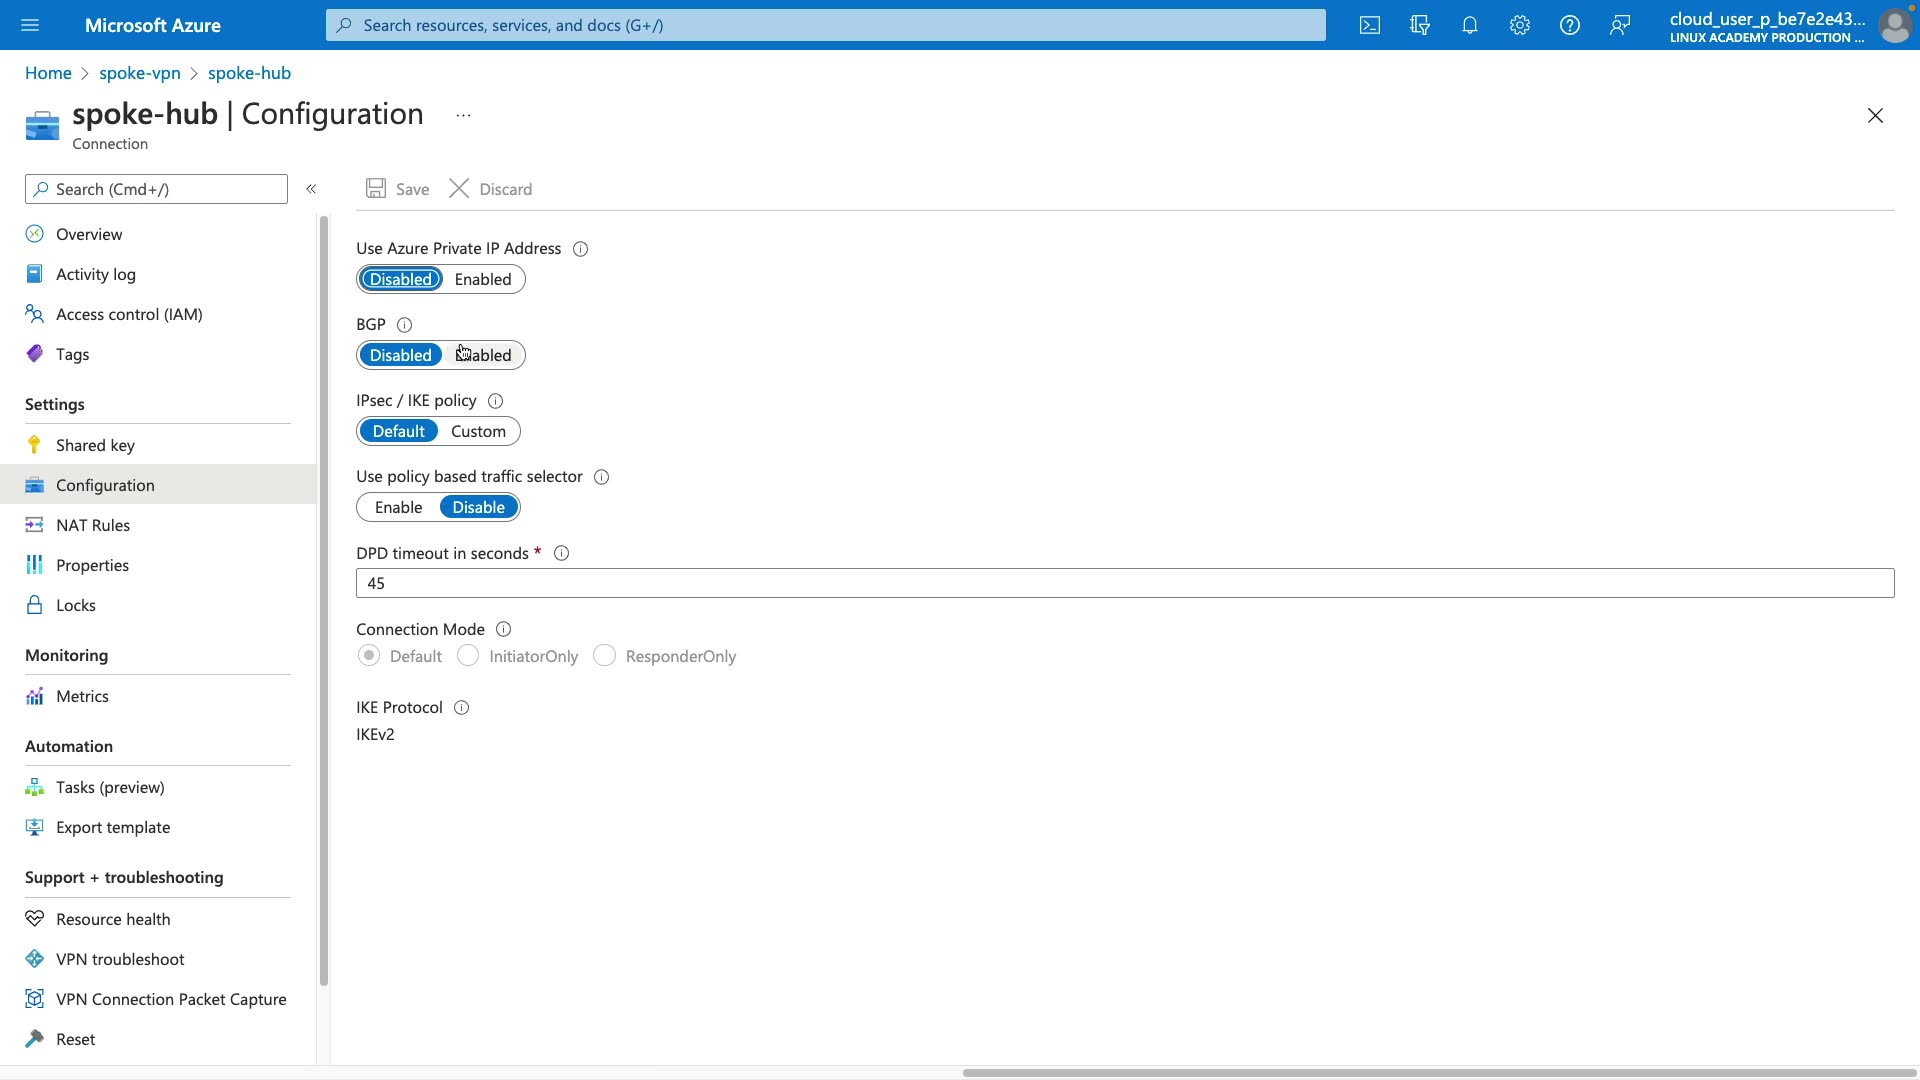 Microsoft Azure
Search resources, services, and docs (G+/)
cloud_user_p_be7e2e43...
LINUX ACADEMY PRODUCTION ...
Home > spoke-vpn > spoke-hub
spoke-hub | Configuration ...
Connection
Search (Cmd+/)
«
Save
Discard
Overview
Activity log
Access control (IAM)
Tags
Settings
Shared key
Configuration
NAT Rules
Properties
Locks
Monitoring
Metrics
Automation
Tasks (preview)
Export template
Support + troubleshooting
Resource health
VPN troubleshoot
VPN Connection Packet Capture
Reset
Use Azure Private IP Address
Disabled Enabled
BGP
Disabled Enabled
IPsec / IKE policy
Default Custom
Use policy based traffic selector
Enable Disable
DPD timeout in seconds *
45
Connection Mode
Default InitiatorOnly ResponderOnly
IKE Protocol
IKEv2